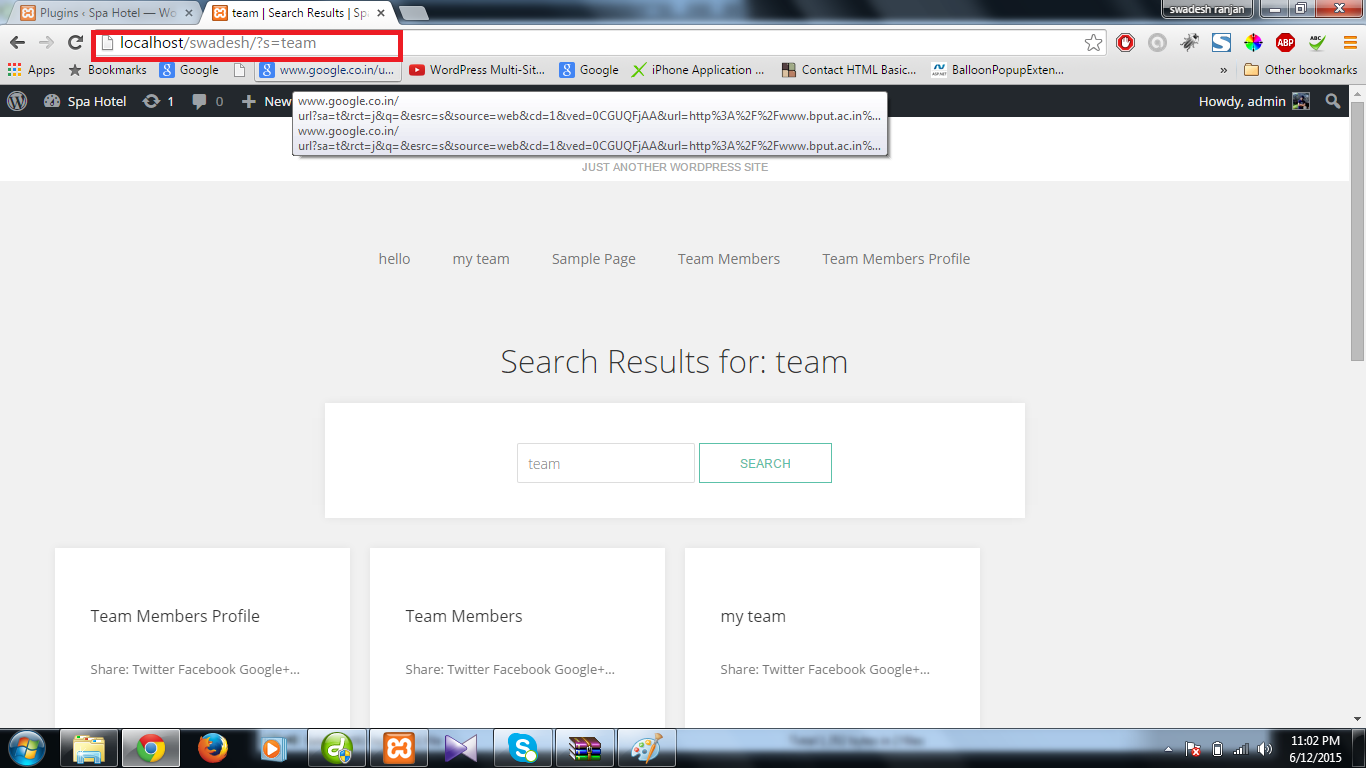 Plugins ‹ Spa Hotel — Wo
team | Search Results | Spa
swadesh ranjan
localhost/swadesh/?s=team
ABP
ABC
Apps
Bookmarks
Google
www.google.co.in/u...
WordPress Multi-Sit...
Google
iPhone Application ...
Contact HTML Basic...
BalloonPopupExten...
»
Other bookmarks
Spa Hotel
1
0
New
Howdy, admin
www.google.co.in/
url?sa=t&rct=j&q=&esrc=s&source=web&cd=1&ved=0CGUQFjAA&url=http%3A%2F%2Fwww.bput.ac.in%...
www.google.co.in/
url?sa=t&rct=j&q=&esrc=s&source=web&cd=1&ved=0CGUQFjAA&url=http%3A%2F%2Fwww.bput.ac.in%...
JUST ANOTHER WORDPRESS SITE
hello
my team
Sample Page
Team Members
Team Members Profile
Search Results for: team
team
SEARCH
Team Members Profile
Team Members
my team
Share: Twitter Facebook Google+...
Share: Twitter Facebook Google+...
Share: Twitter Facebook Google+...
11:02 PM
6/12/2015